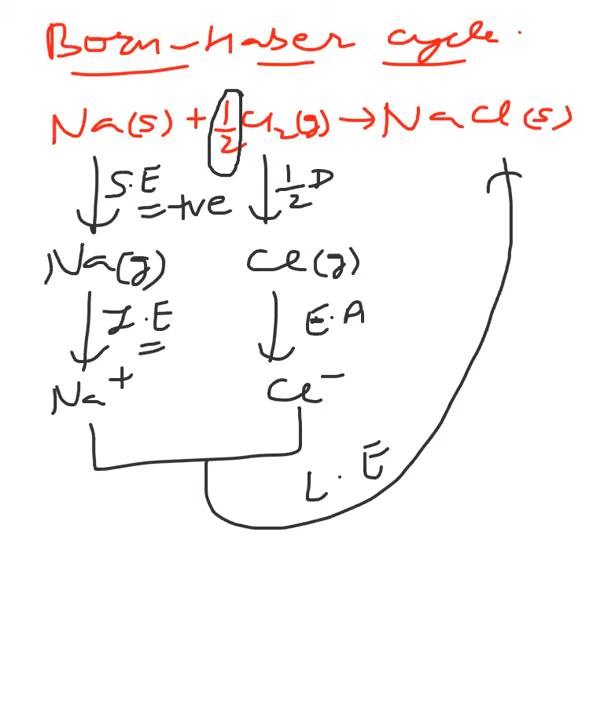 Born-Haber cycle.
Na(s) + 1/2 Cl₂(g) → NaCl(s)
S.E = +ve 1/2 D
Na(g) Cl(g)
I.E E.A
Na⁺ Cl⁻
L.E